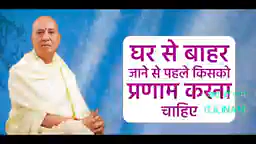 घर से बाहर
जाने से पहले किसको
प्रणाम करना
चाहिए